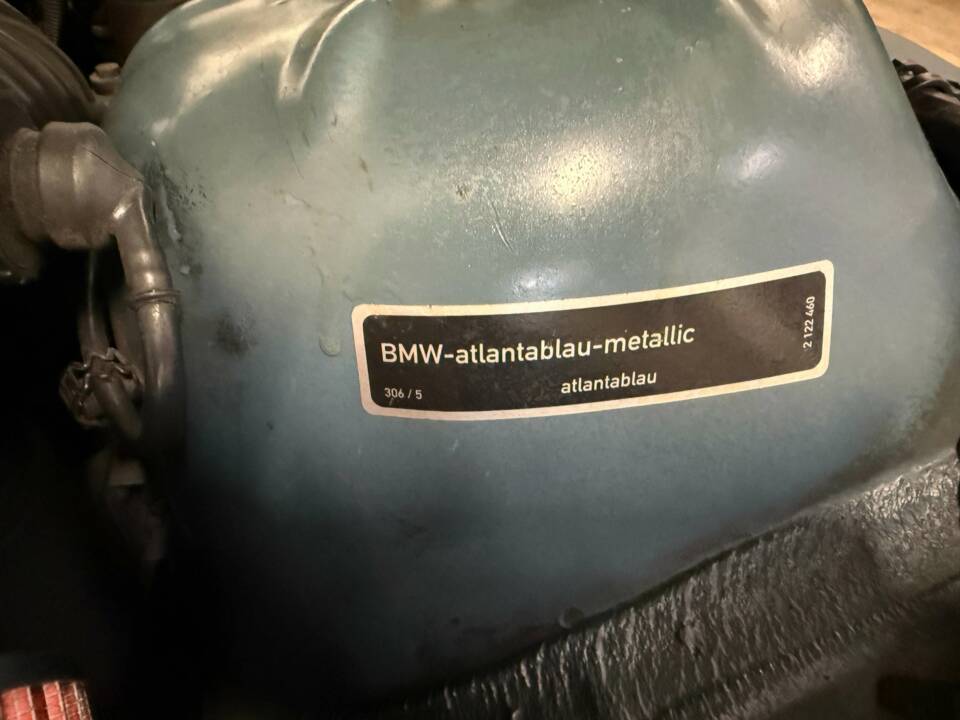 BMW-atlantablau-metallic
306 / 5
atlantablau
2 122 460